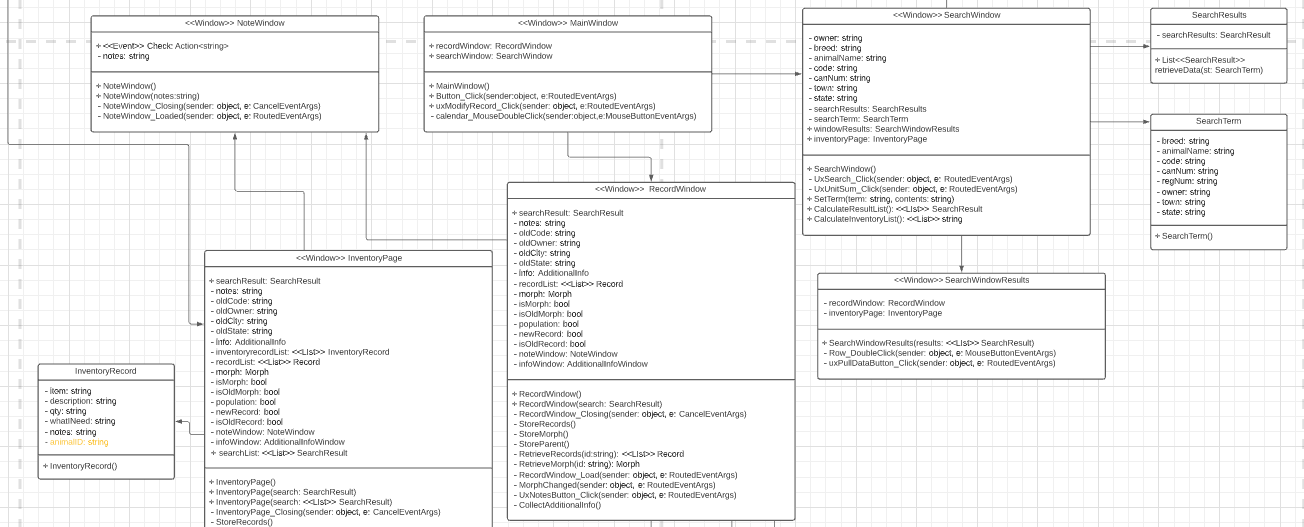 <<Window>> NoteWindow
+ <<Event>> Check: Action<string>
- notes: string
+ NoteWindow()
+ NoteWindow(notes:string)
- NoteWindow_Closing(sender: object, e: CancelEventArgs)
- NoteWindow_Loaded(sender: object, e: RoutedEventArgs)
<<Window>> MainWindow
+ recordWindow: RecordWindow
+ searchWindow: SearchWindow
+ MainWindow()
+ Button_Click(sender:object, e:RoutedEventArgs)
+ uxModifyRecord_Click(sender: object, e:RoutedEventArgs)
- calendar_MouseDoubleClick(sender:object,e:MouseButtonEventArgs)
<<Window>> SearchWindow
- owner: string
- breed: string
- animalName: string
- code: string
- canNum: string
- town: string
- state: string
- searchResults: SearchResults
- searchTerm: SearchTerm
+ windowResults: SearchWindowResults
+ inventoryPage: InventoryPage
+ SearchWindow()
- UxSearch_Click(sender: object, e: RoutedEventArgs)
- UxUnitSum_Click(sender: object, e: RoutedEventArgs)
+ SetTerm(term: string, contents: string)
+ CalculateResultList(): <<List>> SearchResult
+ CalculateInventoryList(): <<List>> string
SearchResults
- searchResults: SearchResult
+ List<<SearchResult>>
retrieveData(st: SearchTerm)
SearchTerm
- breed: string
- animalName: string
- code: string
- canNum: string
- regNum: string
- owner: string
- town: string
- state: string
+ SearchTerm()
<<Window>> RecordWindow
+ searchResult: SearchResult
- notes: string
- oldCode: string
- oldOwner: string
- oldCity: string
- oldState: string
- Info: AdditionalInfo
- recordList: <<List>> Record
- morph: Morph
- isMorph: bool
- isOldMorph: bool
- population: bool
- newRecord: bool
- isOldRecord: bool
- noteWindow: NoteWindow
- infoWindow: AdditionalInfoWindow
+ RecordWindow()
+ RecordWindow(search: SearchResult)
- RecordWindow_Closing(sender: object, e: CancelEventArgs)
- StoreRecords()
- StoreMorph()
- StoreParent()
- RetrieveRecords(id:string): <<List>> Record
- RetrieveMorph(id: string): Morph
- RecordWindow_Load(sender: object, e: RoutedEventArgs)
- MorphChanged(sender: object, e: RoutedEventArgs)
- UxNotesButton_Click(sender: object, e: RoutedEventArgs)
- CollectAdditionalInfo()
<<Window>> InventoryPage
+ searchResult: SearchResult
- notes: string
- oldCode: string
- oldOwner: string
- oldCity: string
- oldState: string
- Info: AdditionalInfo
- inventoryrecordList: <<List>> InventoryRecord
- recordList: <<List>> Record
- morph: Morph
- isMorph: bool
- isOldMorph: bool
- population: bool
- newRecord: bool
- isOldRecord: bool
- noteWindow: NoteWindow
- infoWindow: AdditionalInfoWindow
+ searchList: <<List>> SearchResult
+ InventoryPage()
+ InventoryPage(search: SearchResult)
+ InventoryPage(search: <<List>> SearchResult)
- InventoryPage_Closing(sender: object, e: CancelEventArgs)
- StoreRecords()
<<Window>> SearchWindowResults
- recordWindow: RecordWindow
- inventoryPage: InventoryPage
+ SearchWindowResults(results: <<List>> SearchResult)
- Row_DoubleClick(sender: object, e: MouseButtonEventArgs)
- uxPullDataButton_Click(sender: object, e: RoutedEventArgs)
InventoryRecord
- item: string
- description: string
- qty: string
- whatINeed: string
- notes: string
- animalID: string
+ InventoryRecord()